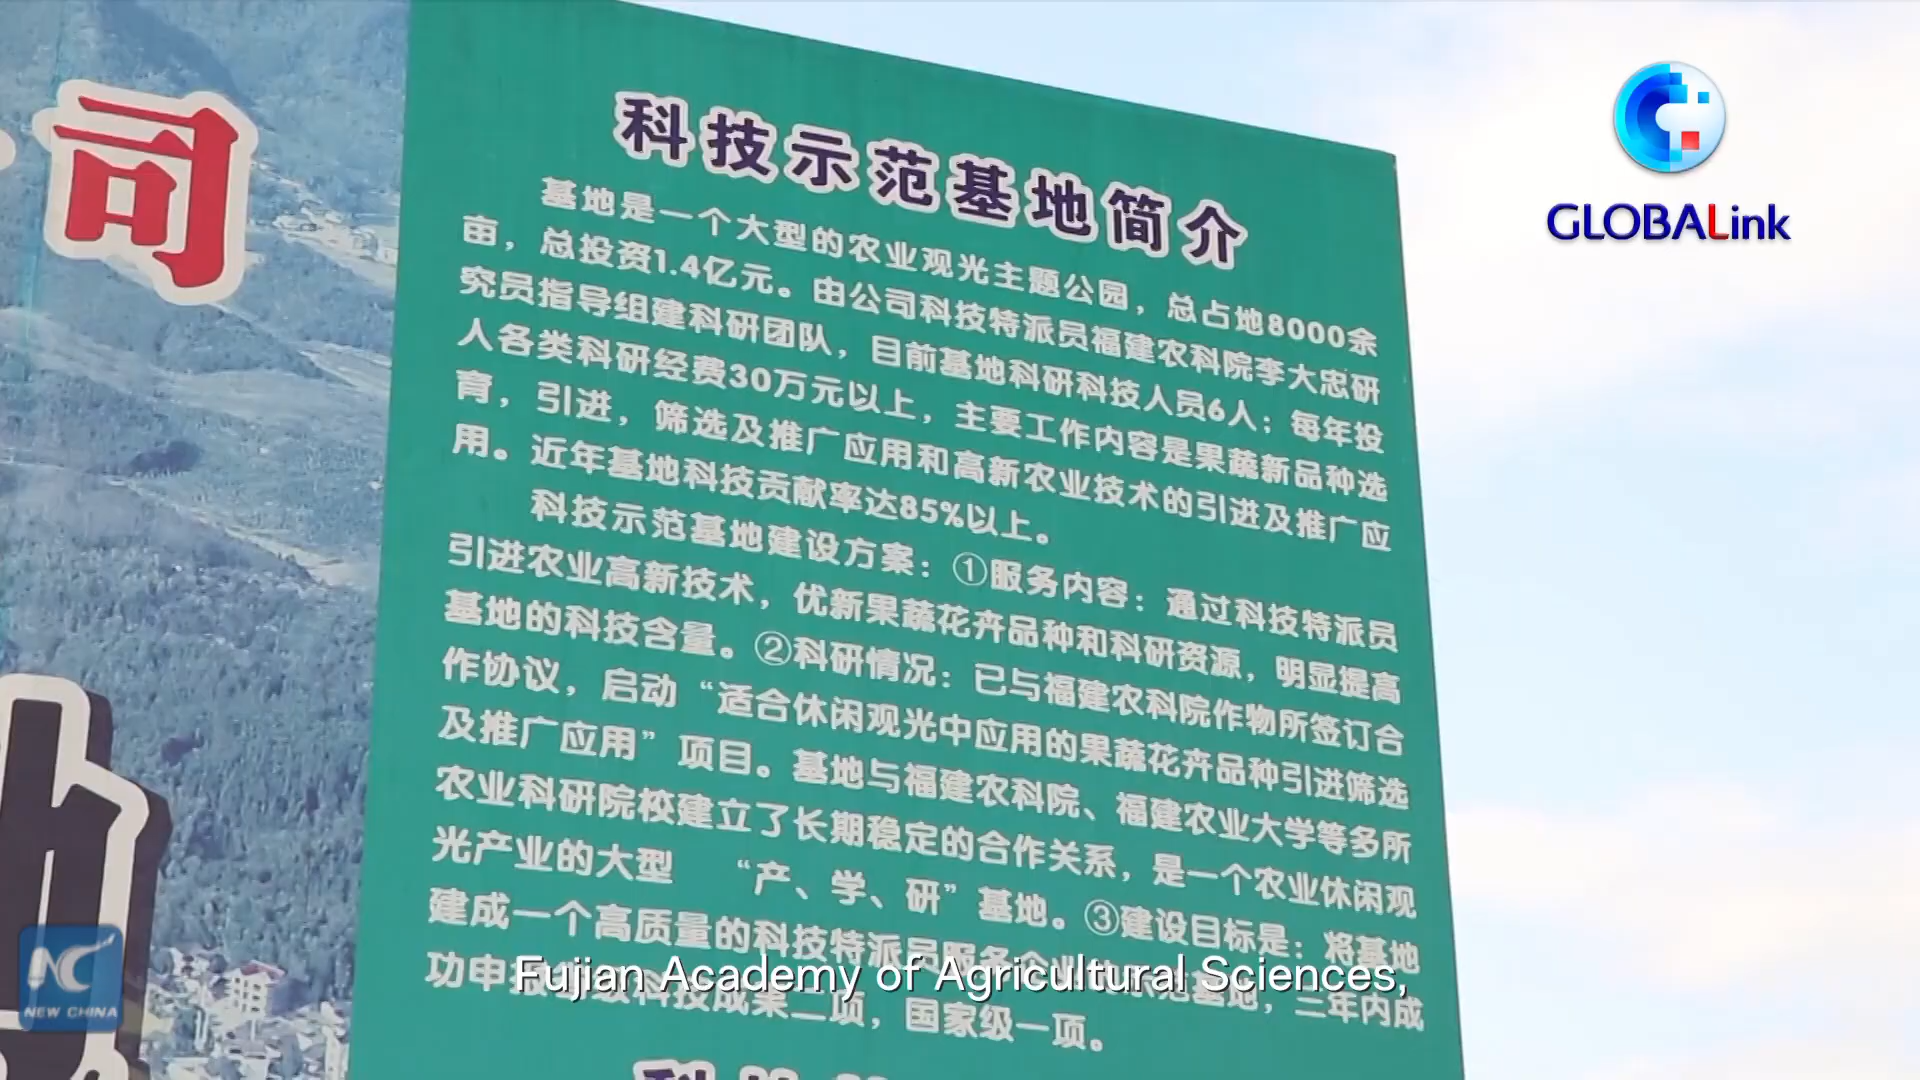 司
科技示范基地简介
基地是一个大型的农业观光主题公园，总占地8000余
亩，总投资1.4亿元。由公司科技特派员福建农科院李大忠研
究员指导组建科研团队，目前基地科研科技人员6人；每年投
人各类科研经费30万元以上，主要工作内容是果蔬新品种选
育，引进，筛选及推广应用和高新农业技术的引进及推广应
用。近年基地科技贡献率达85%以上。
科技示范基地建设方案：①服务内容：通过科技特派员
引进农业高新技术，优新果蔬花卉品种和科研资源，明显提高
基地的科技含量。②科研情况：已与福建农科院作物所签订合
作协议，启动“适合休闲观光中应用的果蔬花卉品种引进筛选
及推广应用”项目。基地与福建农科院、福建农业大学等多所
农业科研院校建立了长期稳定的合作关系，是一个农业休闲观
光产业的大型 “产、学、研”基地。③建设目标是：将基地
建成一个高质量的科技特派员服务企业的示范基地，三年内成
功申报 级科技成果二项，国家级一项。
GLOBALink
Fujian Academy of Agricultural Sciences,
NC
NEW CHINA